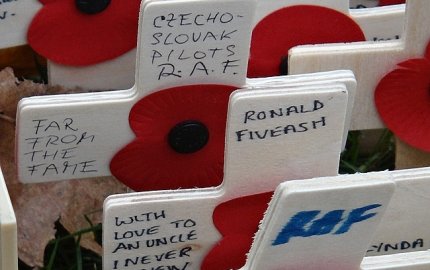 CZECHO-
SLOVAK
PILOTS
R.A.F.
FAR
FROM
THE
FAME
RONALD
FIVEASH
WITH
LOVE TO
AN UNCLE
I NEVER
RAF